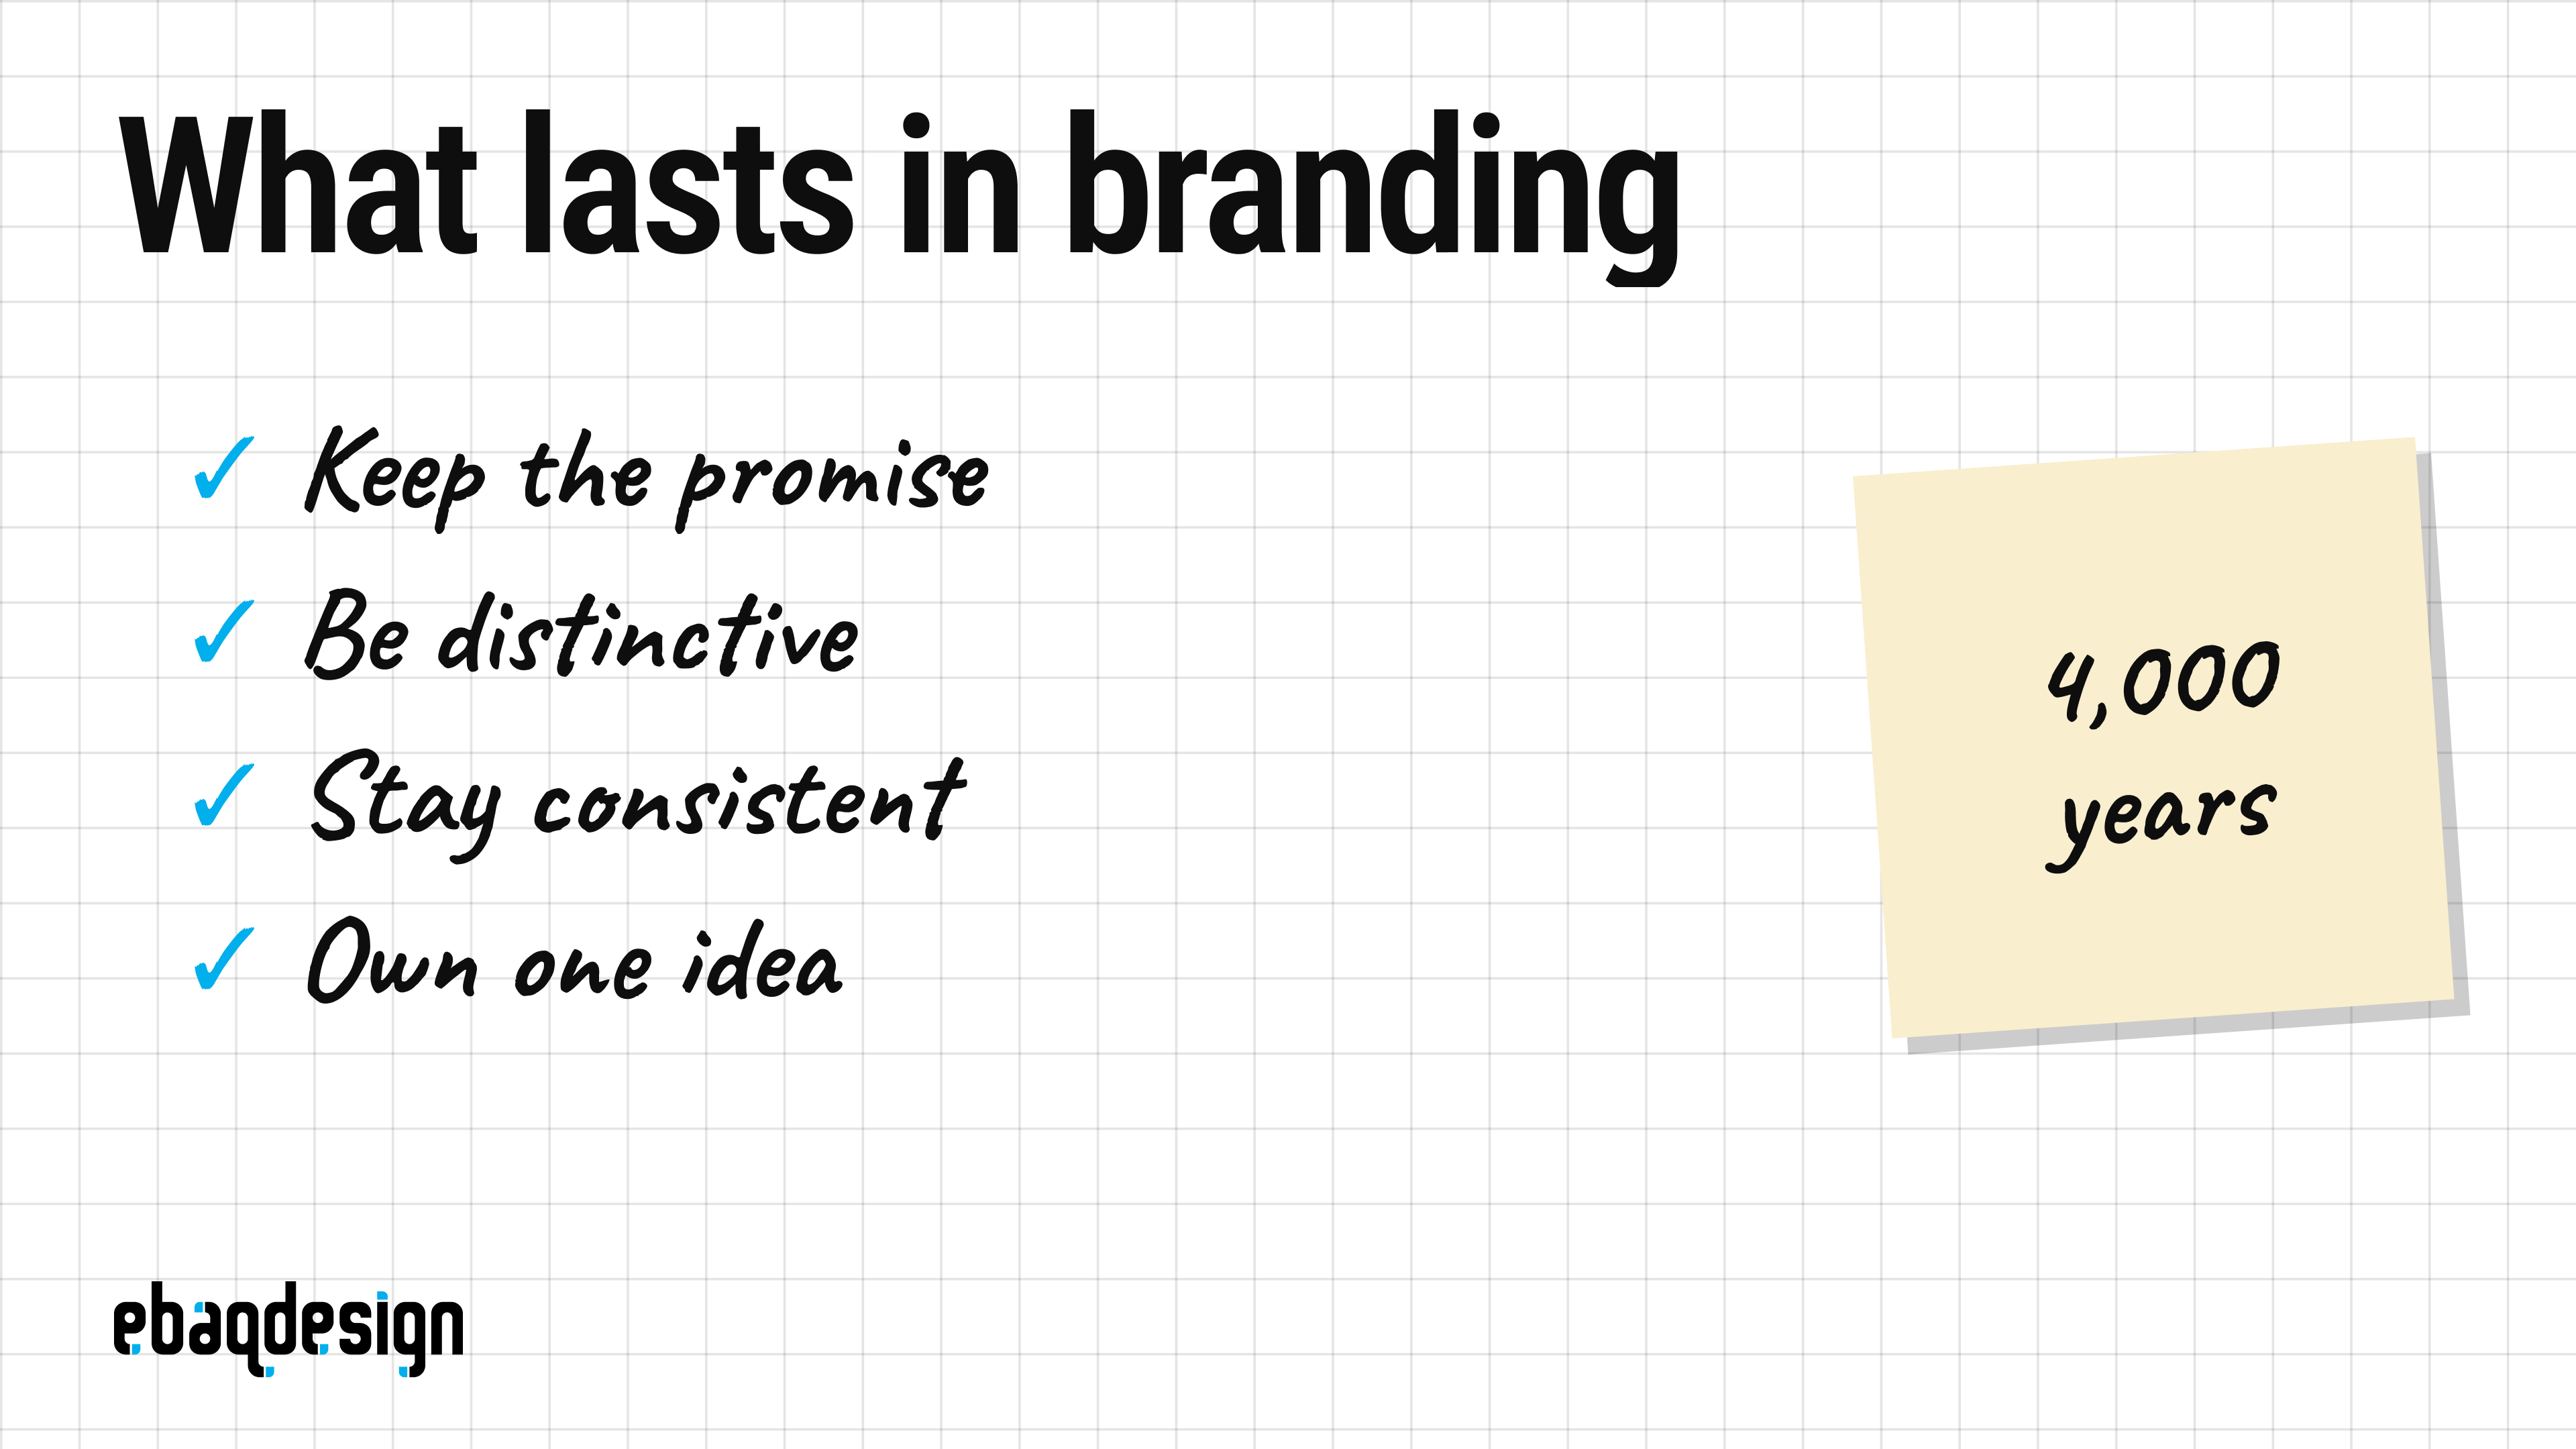 What lasts in branding
✓ Keep the promise
✓ Be distinctive
✓ Stay consistent
✓ Own one idea
4,000
years
ebaqdesign